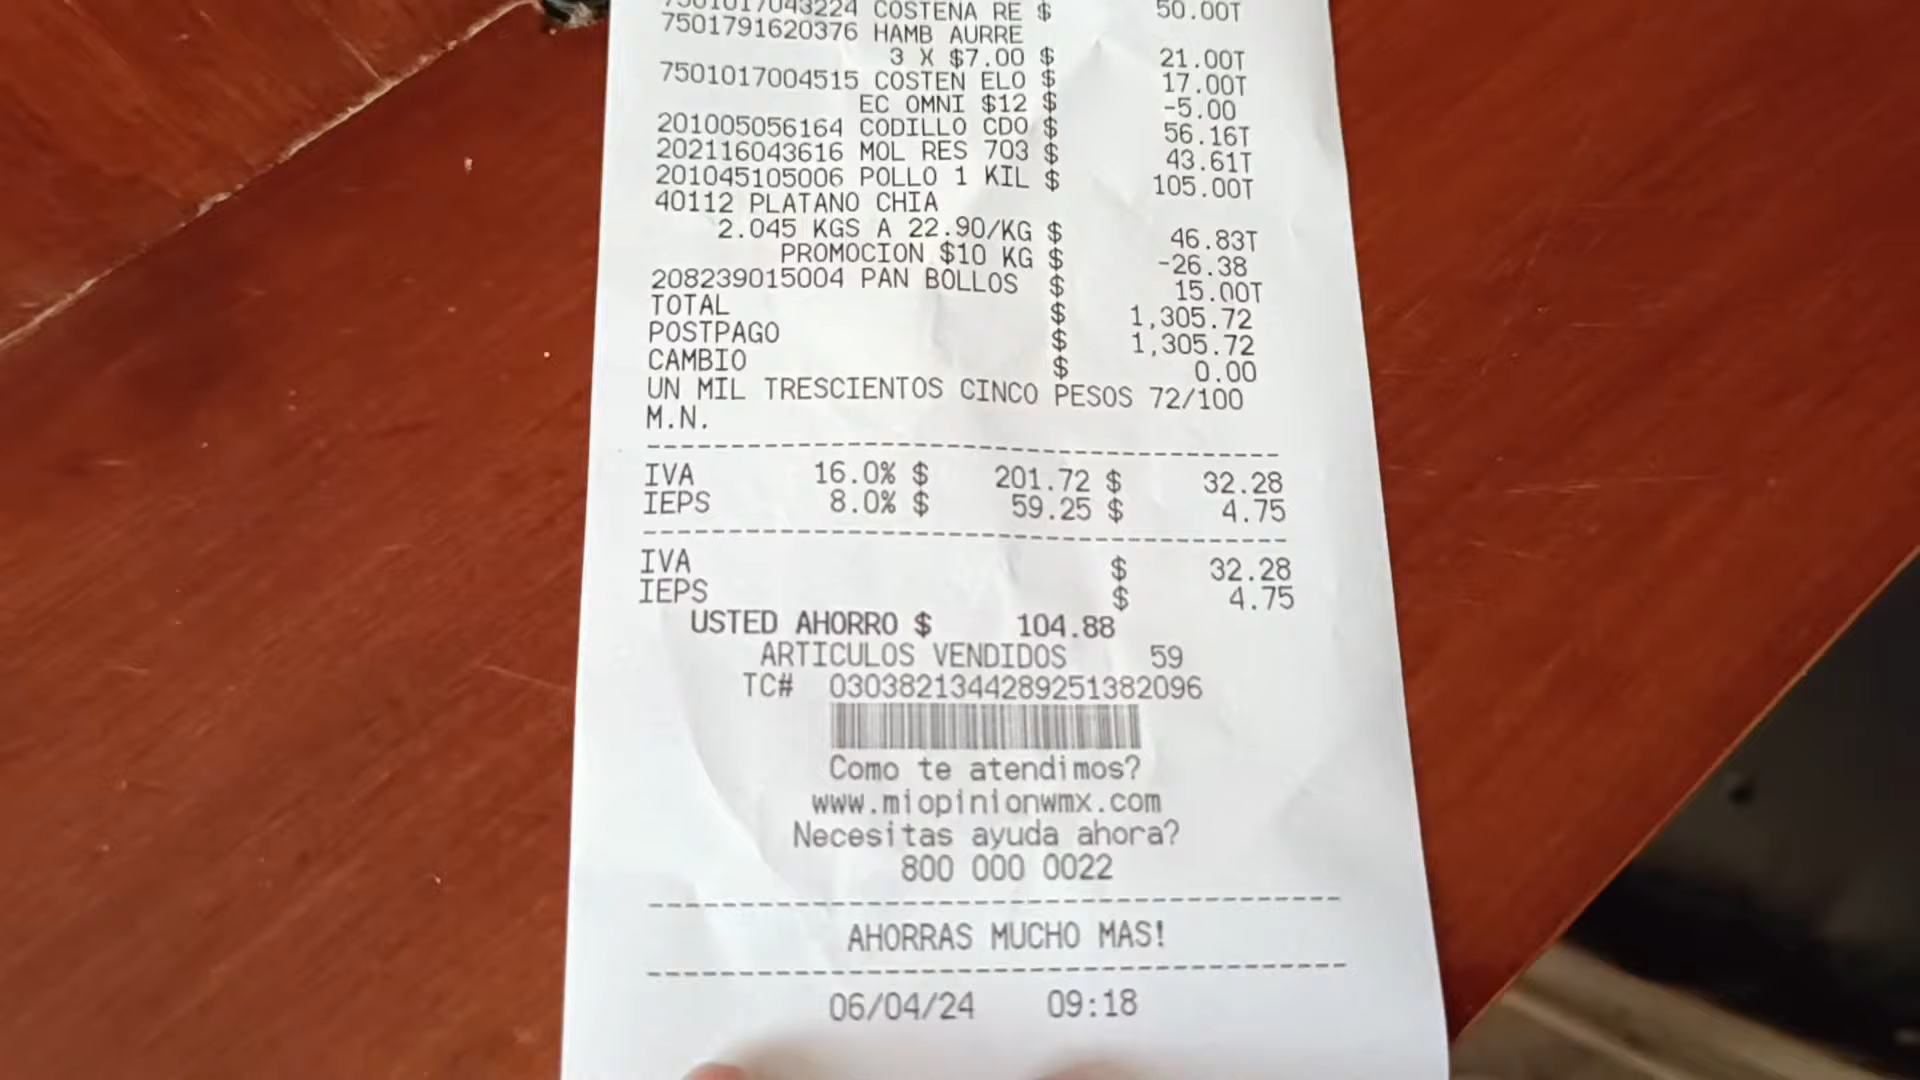 7501017043224 COSTENA RE $ 50.00T
7501791620376 HAMB AURRE
3 X $7.00 $ 21.00T
7501017004515 COSTEN ELO $ 17.00T
EC OMNI $12 $ -5.00
201005056164 CODILLO CDO $ 56.16T
202116043616 MOL RES 703 $ 43.61T
201045105006 POLLO 1 KIL $ 105.00T
40112 PLATANO CHIA
2.045 KGS A 22.90/KG $ 46.83T
PROMOCION $10 KG $ -26.38
208239015004 PAN BOLLOS $ 15.00T
TOTAL $ 1,305.72
POSTPAGO $ 1,305.72
CAMBIO $ 0.00
UN MIL TRESCIENTOS CINCO PESOS 72/100
M.N.
IVA 16.0% $ 201.72 $ 32.28
IEPS 8.0% $ 59.25 $ 4.75
IVA $ 32.28
IEPS $ 4.75
USTED AHORRO $ 104.88
ARTICULOS VENDIDOS 59
TC# 0303821344289251382096
Como te atendimos?
www.miopinionwmx.com
Necesitas ayuda ahora?
800 000 0022
AHORRAS MUCHO MAS!
06/04/24 09:18